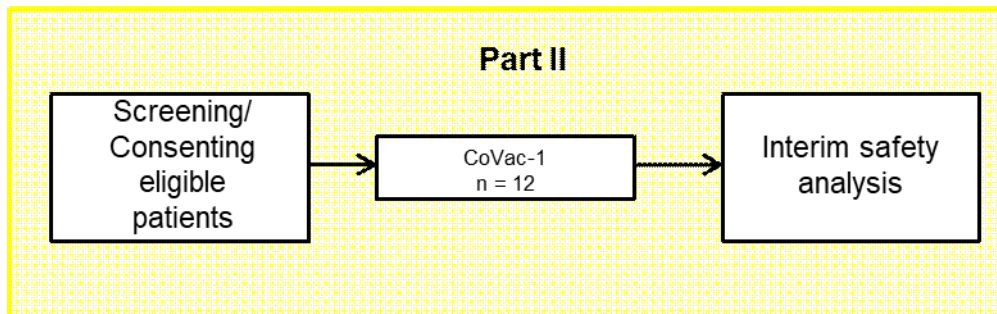 Part II
Screening/
Consenting
eligible
patients
CoVac-1
n = 12
Interim safety
analysis